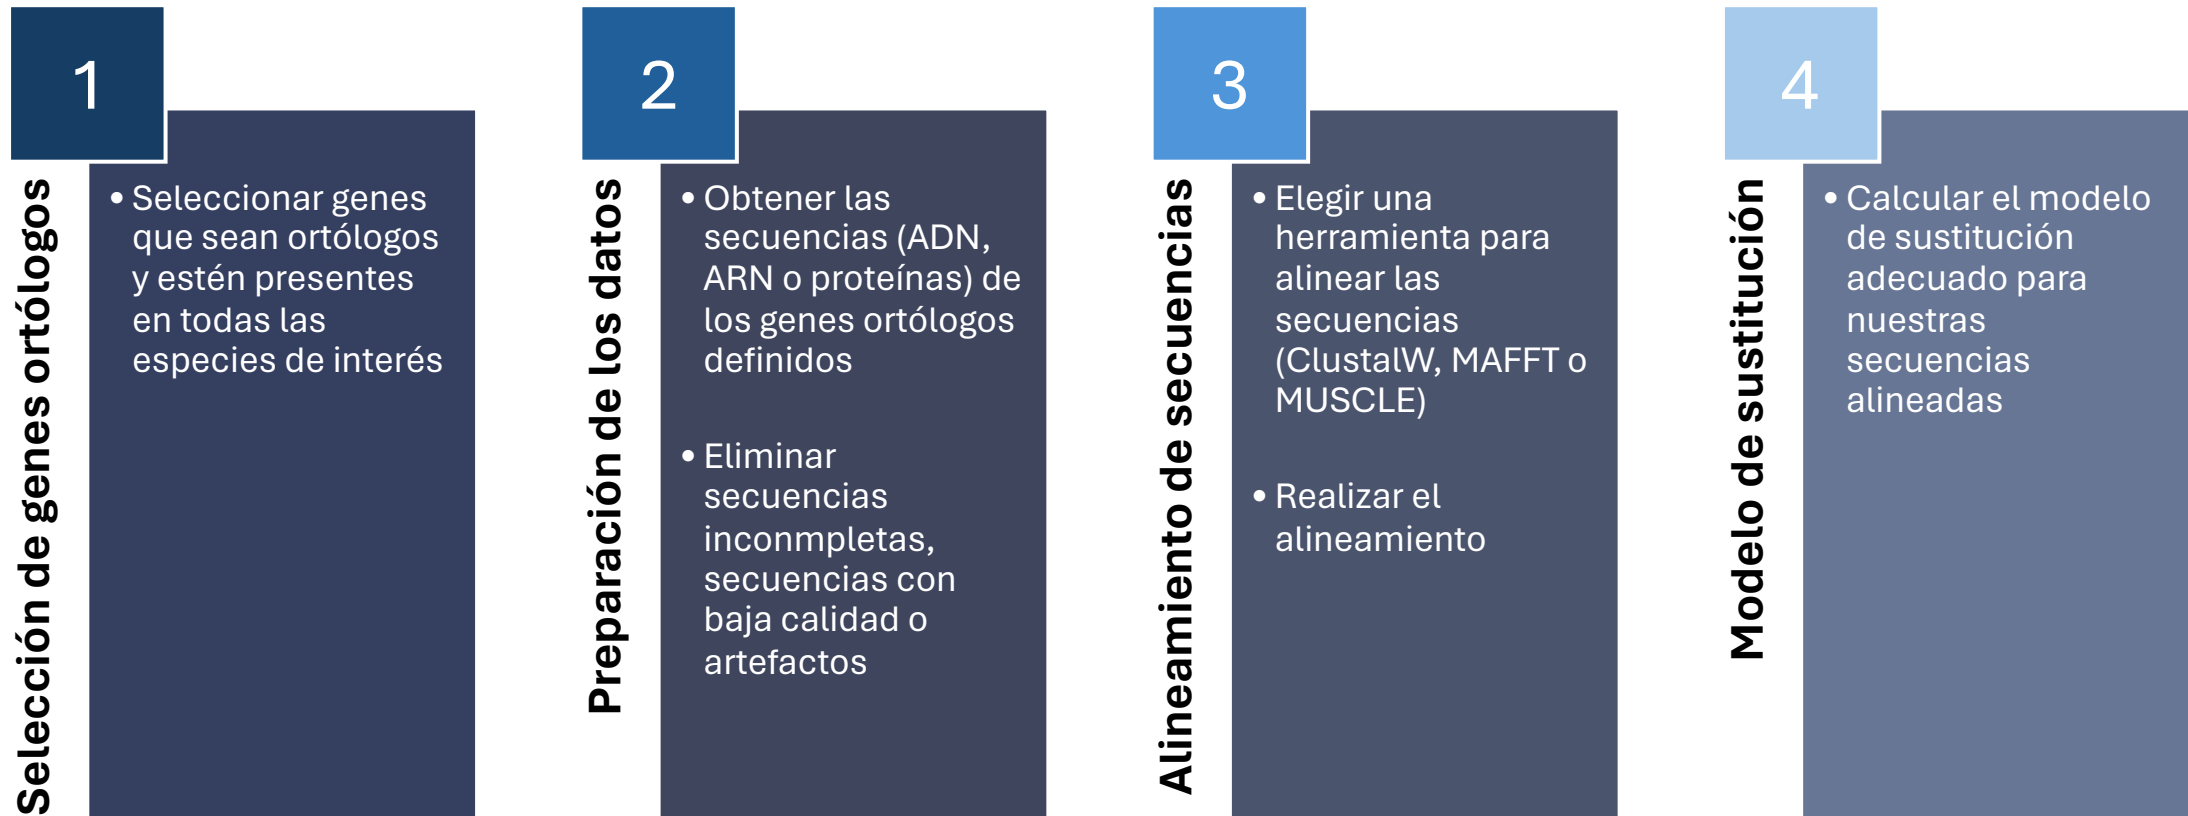 1
Selección de genes ortólogos
• Seleccionar genes
que sean ortólogos
y estén presentes
en todas las
especies de interés
2
Preparación de los datos
• Obtener las
secuencias (ADN,
ARN o proteínas) de
los genes ortólogos
definidos
• Eliminar
secuencias
inconmpletas,
secuencias con
baja calidad o
artefactos
3
Alineamiento de secuencias
• Elegir una
herramienta para
alinear las
secuencias
(ClustalW, MAFFT o
MUSCLE)
• Realizar el
alineamiento
4
Modelo de sustitución
• Calcular el modelo
de sustitución
adecuado para
nuestras
secuencias
alineadas